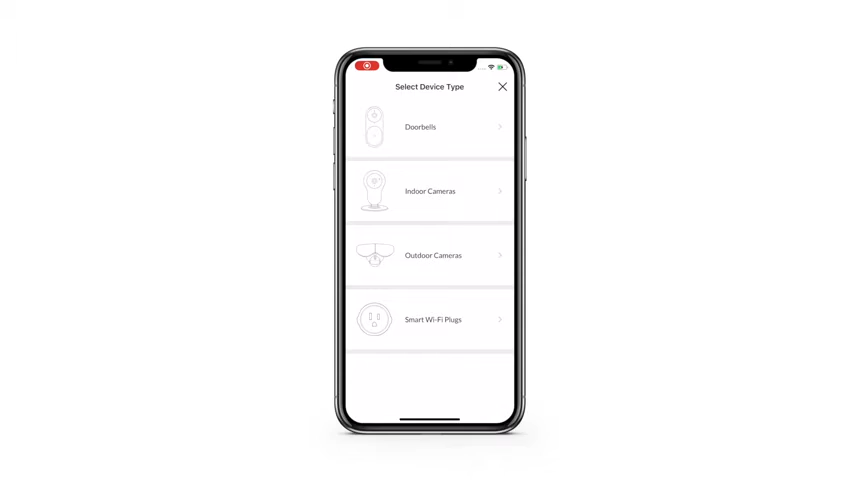 Select Device Type
Doorbells
Indoor Cameras
Outdoor Cameras
Smart Wi-Fi Plugs